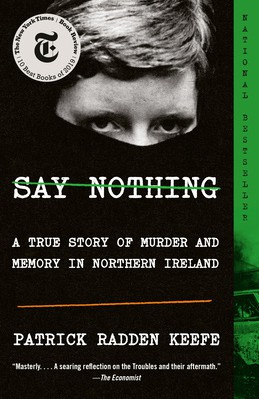 The New York Times | Book Review
10 Best Books of 2019
T
NATIONAL BESTSELLER
SAY NOTHING
A TRUE STORY OF MURDER AND
MEMORY IN NORTHERN IRELAND
PATRICK RADDEN KEEFE
“Masterly. . . . A searing reflection on the Troubles and their aftermath.”
—The Economist